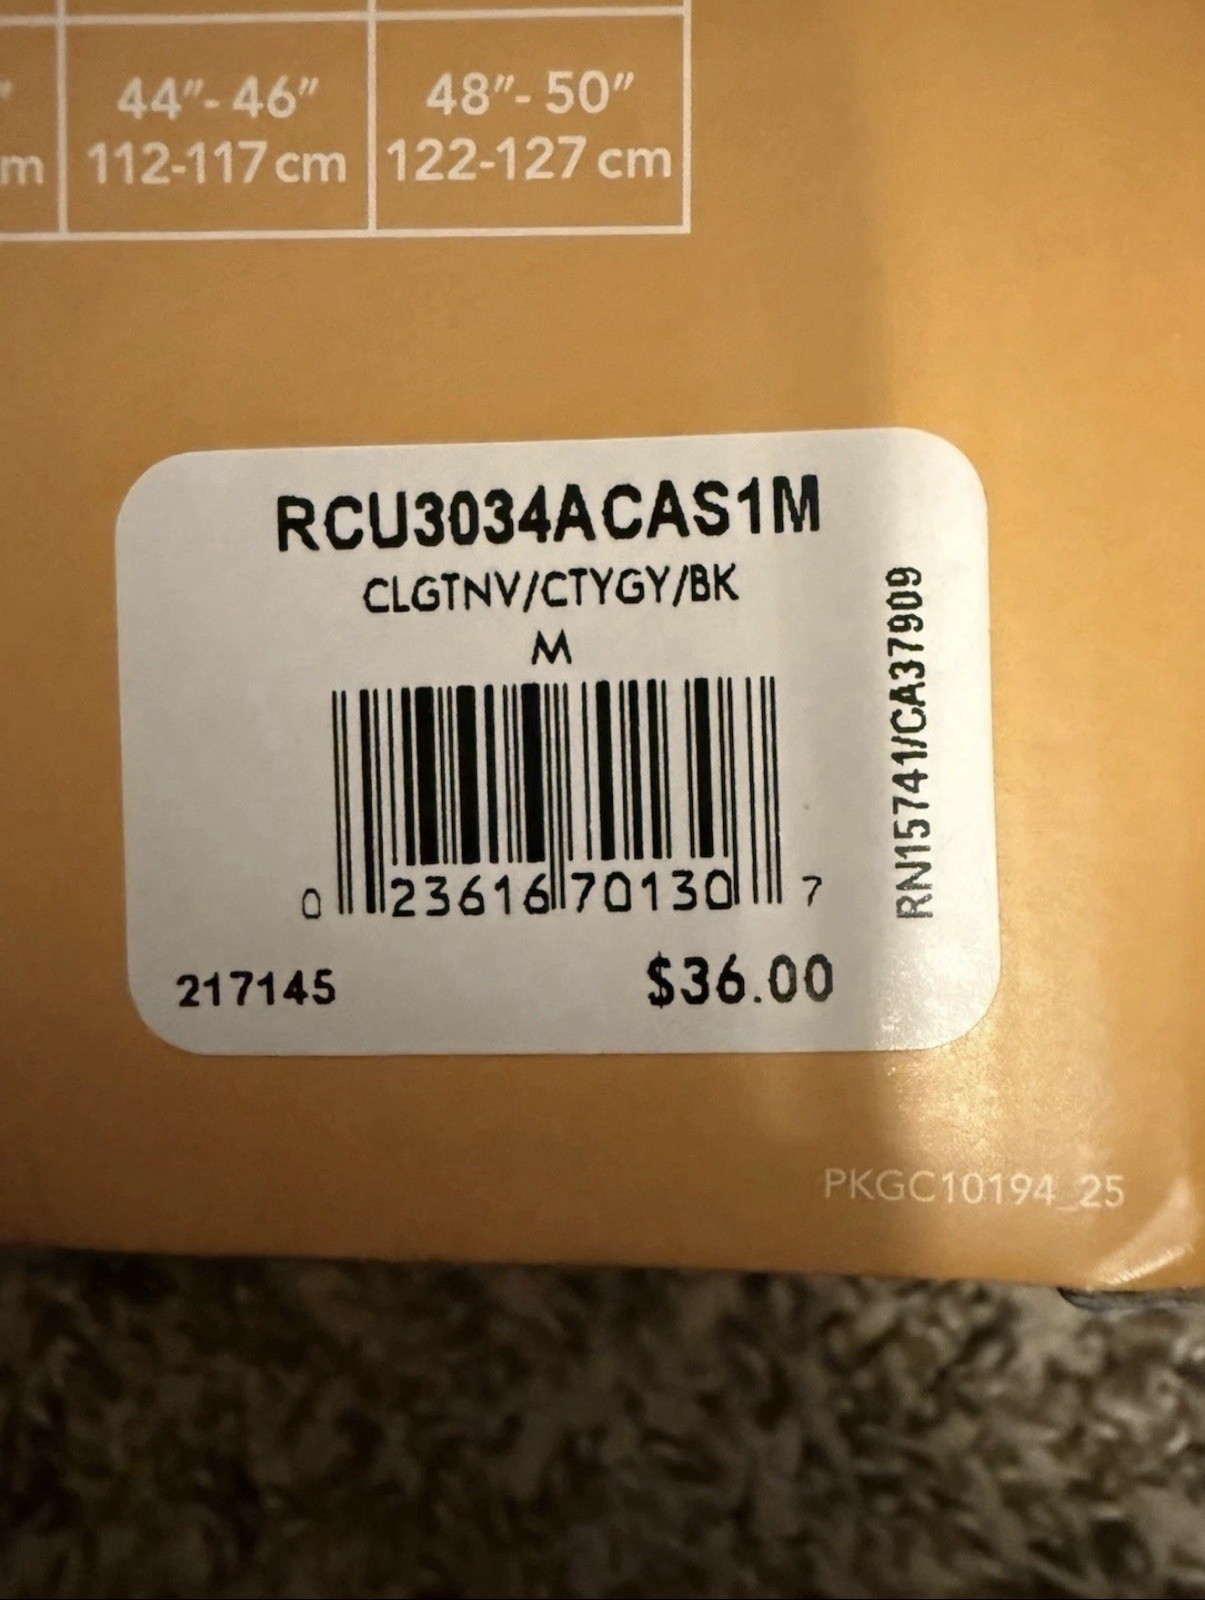 " 44"- 46" 48"- 50"
m 112-117 cm 122-127 cm
RCU3034ACAS1M
CLGTNV/CTYGY/BK
M
0 23616 70130 7
217145 $36.00
RN15741/CA37909
PKGC10194_25